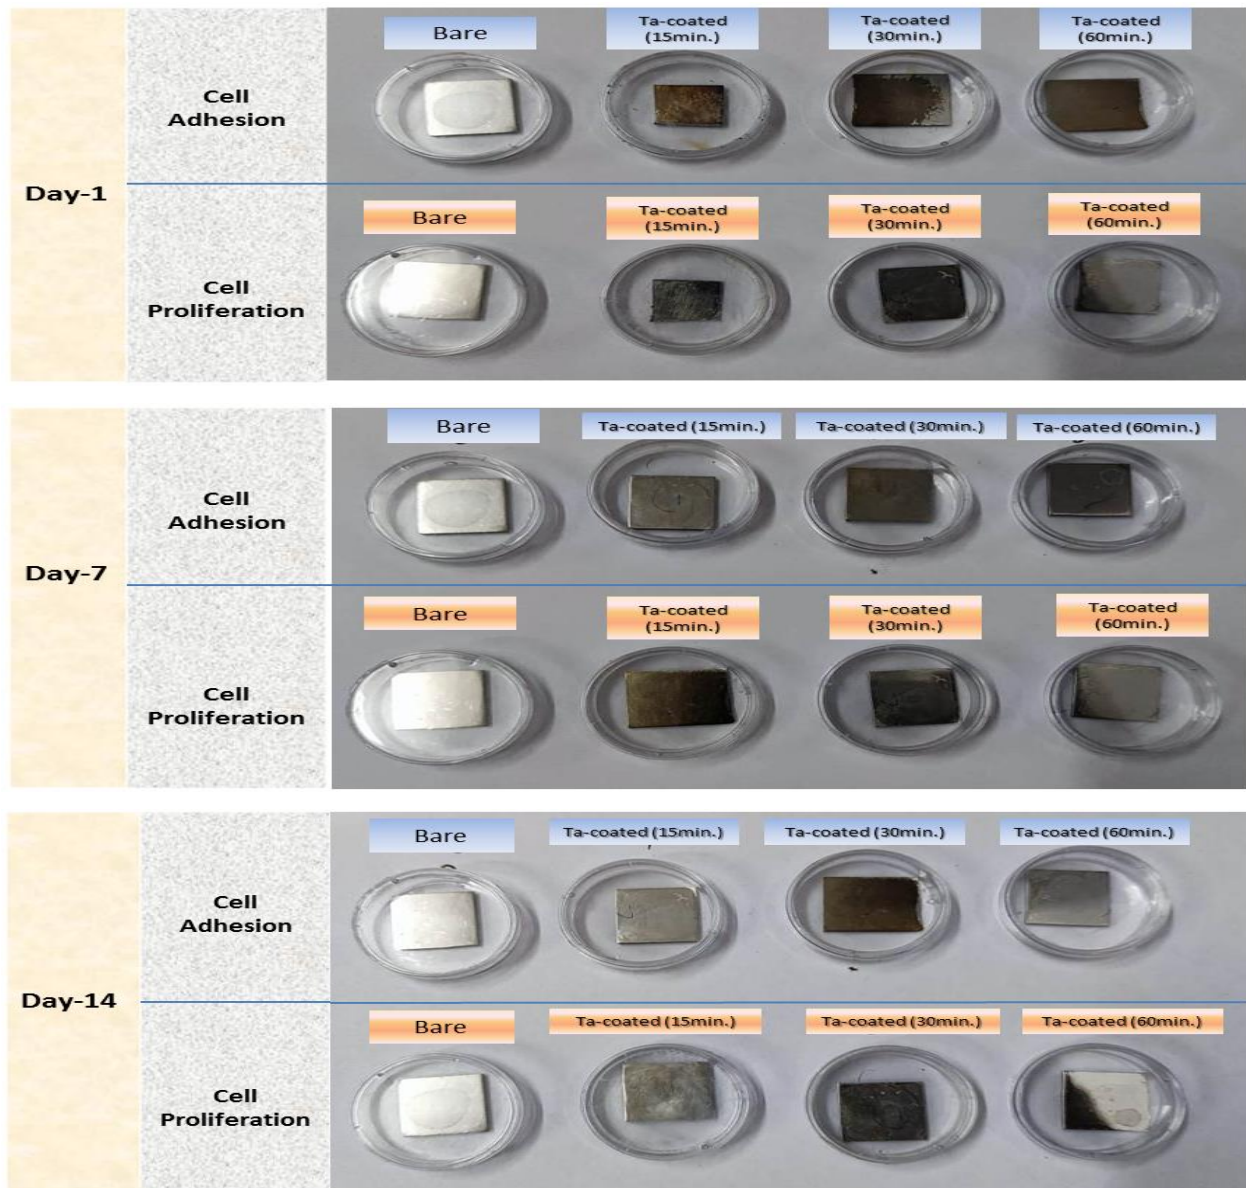 Bare
Ta-coated
(15min.)
Ta-coated
(30min.)
Ta-coated
(60min.)
Cell
Adhesion
Day-1
Bare
Ta-coated
(15min.)
Ta-coated
(30min.)
Ta-coated
(60min.)
Cell
Proliferation
Bare
Ta-coated (15min.)
Ta-coated (30min.)
Ta-coated (60min.)
Cell
Adhesion
Day-7
Bare
Ta-coated
(15min.)
Ta-coated
(30min.)
Ta-coated
(60min.)
Cell
Proliferation
Bare
Ta-coated (15min.)
Ta-coated (30min.)
Ta-coated (60min.)
Cell
Adhesion
Day-14
Bare
Ta-coated (15min.)
Ta-coated (30min.)
Ta-coated (60min.)
Cell
Proliferation